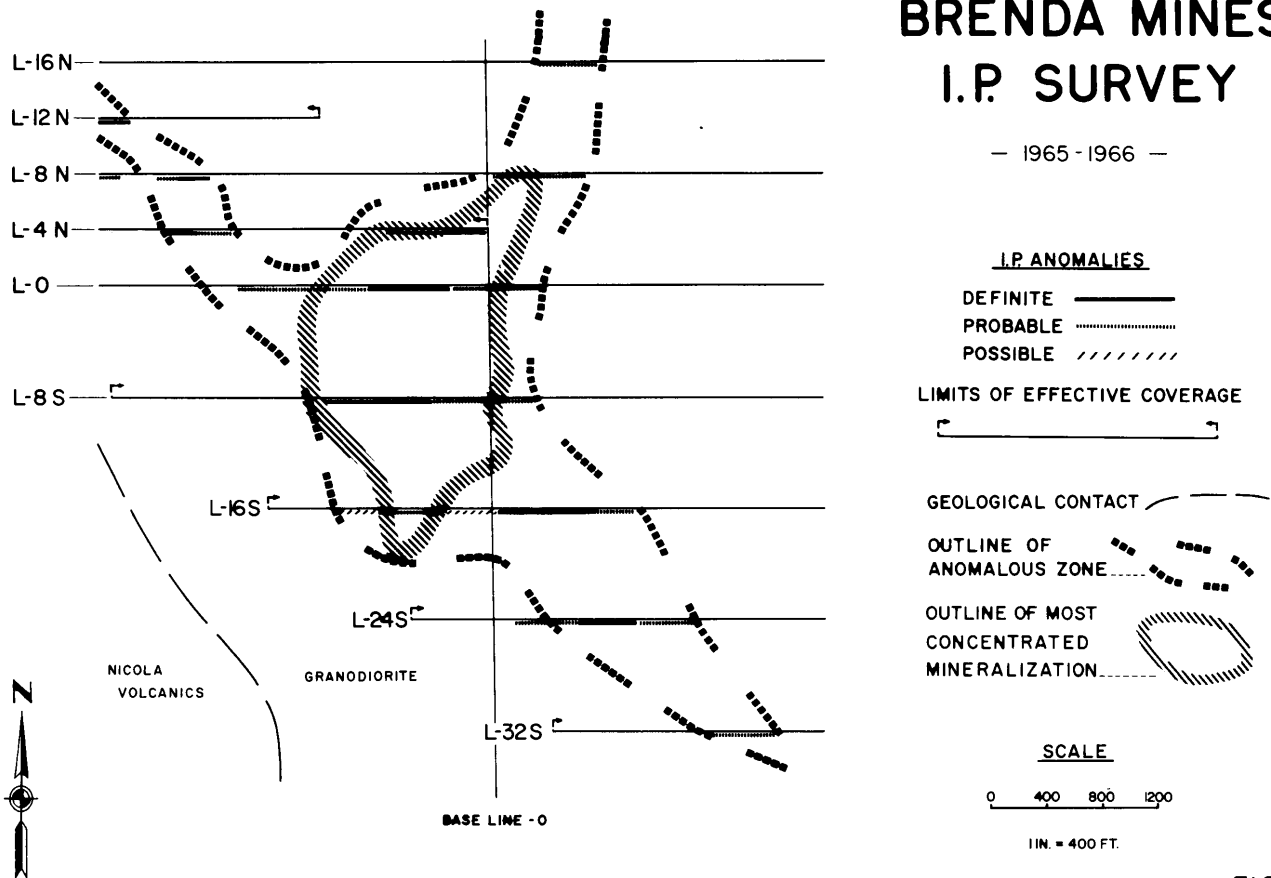 BRENDA MINES
I.P. SURVEY
— 1965-1966 —
L-16N
L-12N
L-8N
L-4N
L-0
L-8S
L-16S
L-24S
L-32S
NICOLA
VOLCANICS
GRANODIORITE
N
BASE LINE - 0
I.P. ANOMALIES
DEFINITE
PROBABLE
POSSIBLE
LIMITS OF EFFECTIVE COVERAGE
GEOLOGICAL CONTACT
OUTLINE OF
ANOMALOUS ZONE
OUTLINE OF MOST
CONCENTRATED
MINERALIZATION
SCALE
0 400 800 1200
1 IN. = 400 FT.